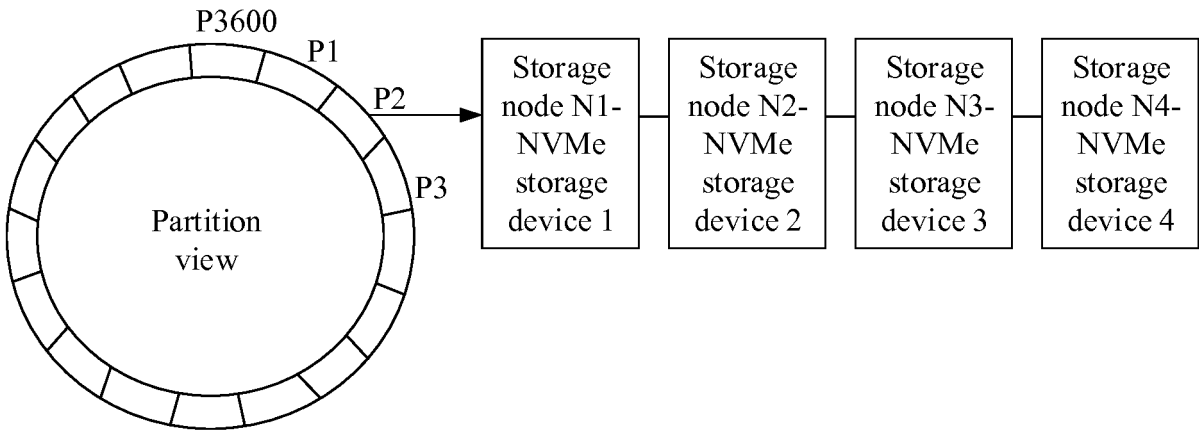 P3600
P1
P2
P3
Partition
view
Storage
node N1-
NVMe
storage
device 1
Storage
node N2-
NVMe
storage
device 2
Storage
node N3-
NVMe
storage
device 3
Storage
node N4-
NVMe
storage
device 4